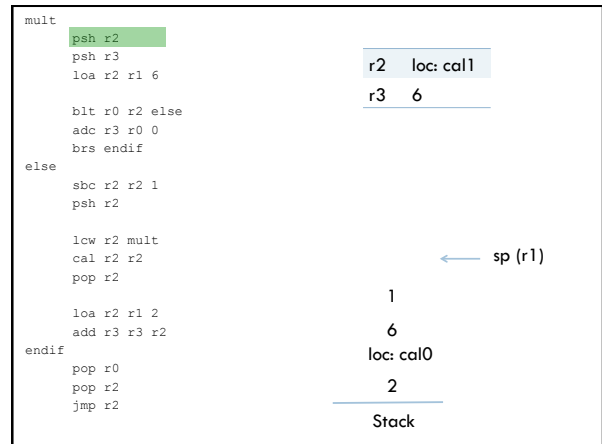 mult
psh r2
psh r3
loa r2 r1 6
blt r0 r2 else
adc r3 r0 0
brs endif
else
sbc r2 r2 1
psh r2
lcw r2 mult
cal r2 r2
pop r2
loa r2 r1 2
add r3 r3 r2
endif
pop r0
pop r2
jmp r2
r2 loc: cal1
r3 6
sp (r1)
1
6
loc: cal0
2
Stack